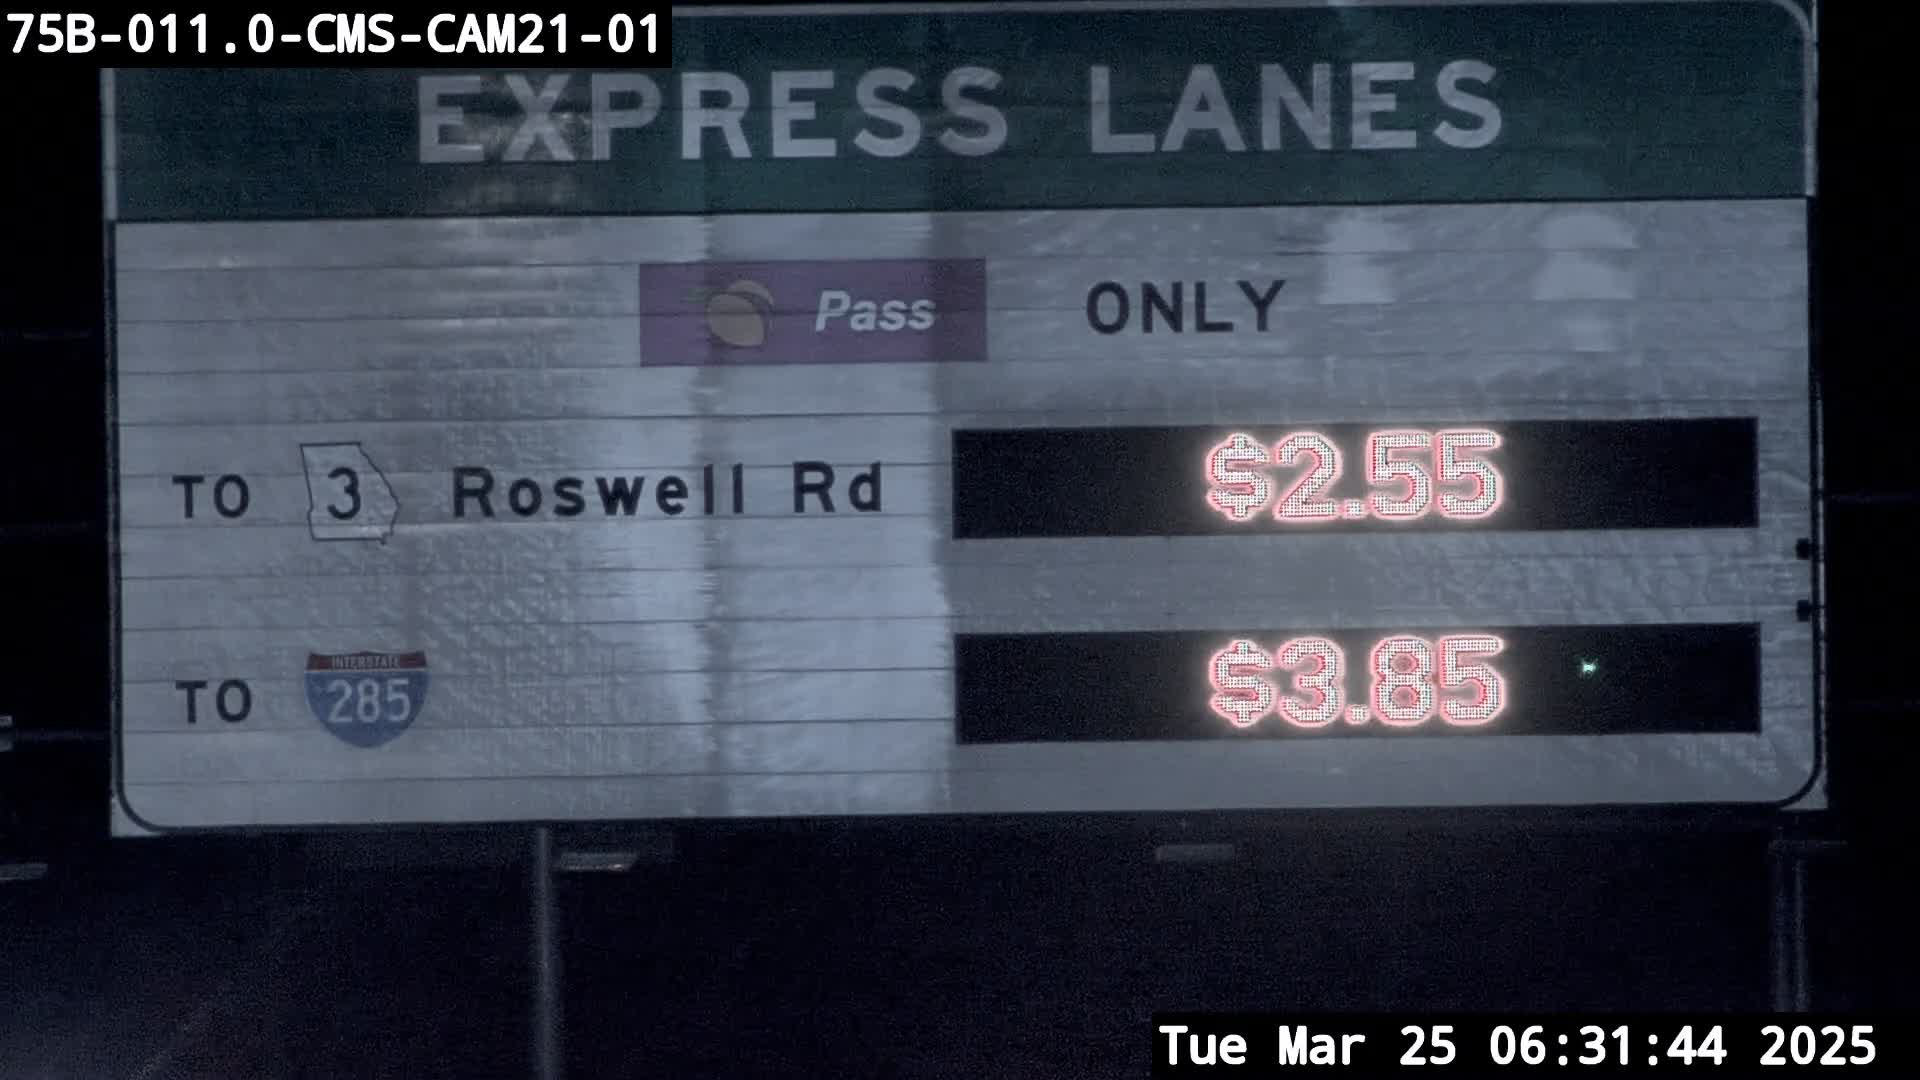 75B-011.0-CMS-CAM21-01
EXPRESS LANES
Pass ONLY
TO 3 Roswell Rd $2.55
INTERSTATE
TO 285 $3.85
Tue Mar 25 06:31:44 2025